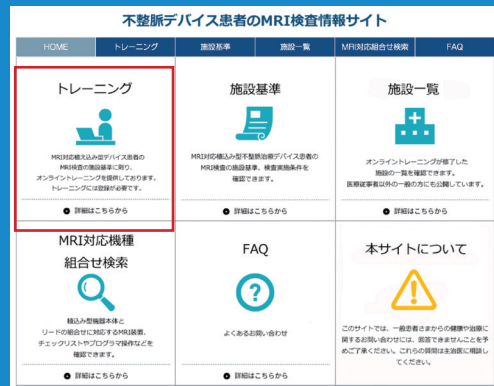 不整脈デバイス患者のMRI検査情報サイト
HOME
トレーニング
施設基準
施設一覧
MRI対応組合せ検索
FAQ
トレーニング
MRI対応植え込み型デバイス患者の
MRI検査の施設基準に則り、
オンライントレーニングを提供しております。
トレーニングには登録が必要です。
詳細はこちらから
施設基準
MRI対応植込み型不整脈治療デバイス患者の
MRI検査の施設基準、検査実施条件を
確認できます。
詳細はこちらから
施設一覧
オンライントレーニングが修了した
施設の一覧を確認できます。
医療従事者以外の一般の方にも公開しています。
詳細はこちらから
MRI対応機種
組合せ検索
植込み型機器本体と
リードの組合せに対応するMRI装置、
チェックリストやプログラマ操作などを
確認できます。
詳細はこちらから
FAQ
?
よくあるお問い合わせ
詳細はこちらから
本サイトについて
このサイトでは、一般患者さまからの健康や治療に
関するお問い合わせには、回答できませんことを予
めご了承ください。これらの質問は主治医に相談し
てください。